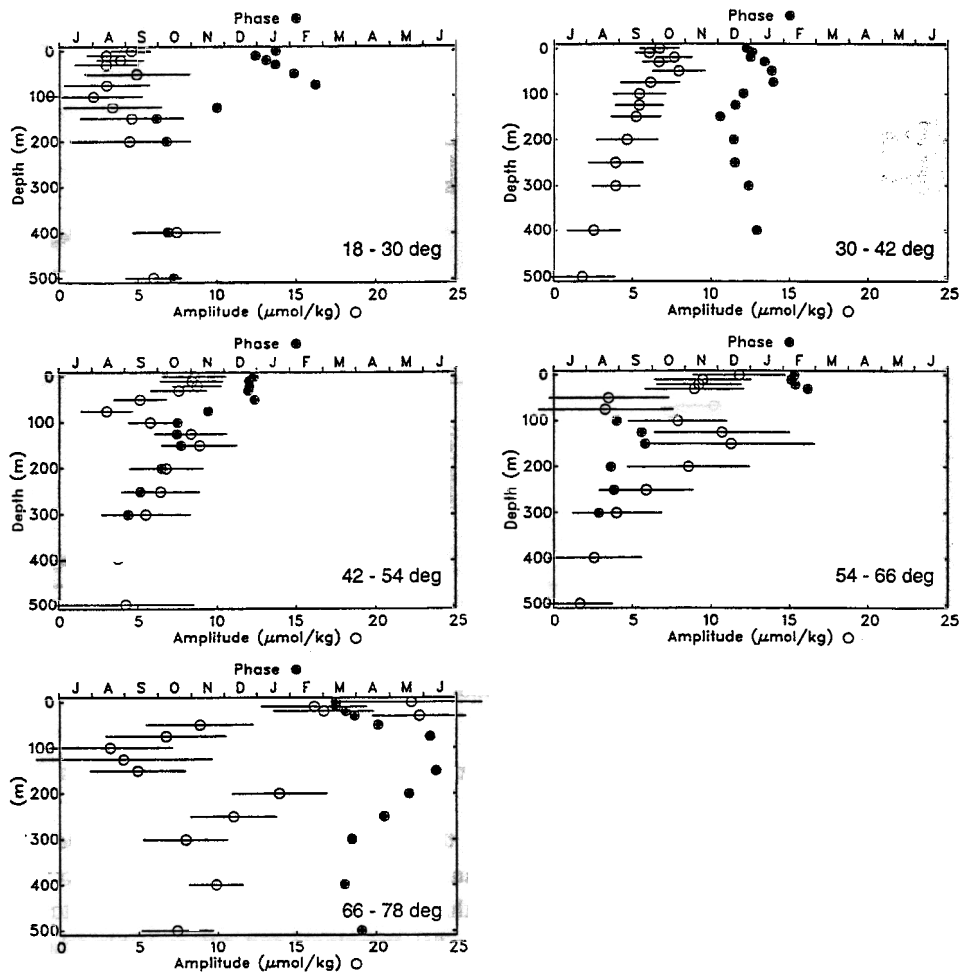 Phase ●
J A S O N D J F M A M J
0
100
200
300
400
500
Depth (m)
18 - 30 deg
0 5 10 15 20 25
Amplitude (μmol/kg) ○
Phase ●
J A S O N D J F M A M J
0
100
200
300
400
500
Depth (m)
30 - 42 deg
0 5 10 15 20 25
Amplitude (μmol/kg) ○
Phase ●
J A S O N D J F M A M J
0
100
200
300
400
500
Depth (m)
42 - 54 deg
0 5 10 15 20 25
Amplitude (μmol/kg) ○
Phase ●
J A S O N D J F M A M J
0
100
200
300
400
500
Depth (m)
54 - 66 deg
0 5 10 15 20 25
Amplitude (μmol/kg) ○
Phase ●
J A S O N D J F M A M J
0
100
200
300
400
500
(m)
66 - 78 deg
0 5 10 15 20 25
Amplitude (μmol/kg) ○